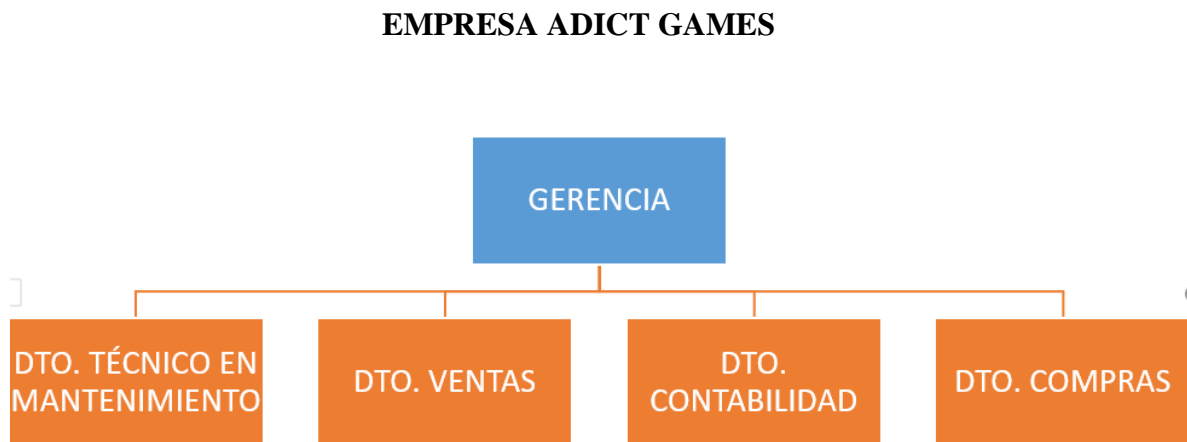 EMPRESA ADICT GAMES
GERENCIA
DTO. TÉCNICO EN
MANTENIMIENTO
DTO. VENTAS
DTO.
CONTABILIDAD
DTO. COMPRAS